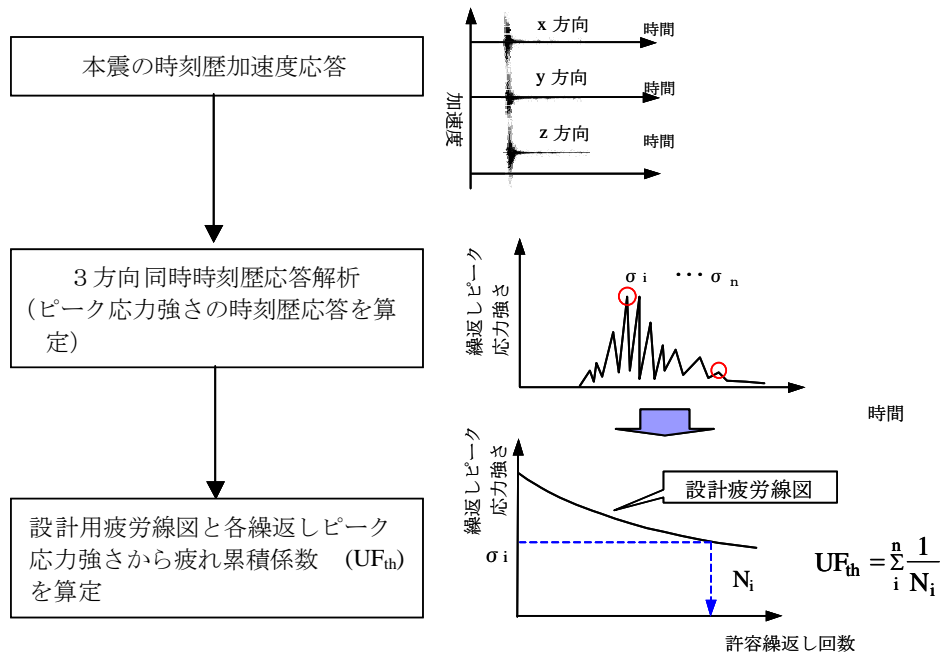 本震の時刻歴加速度応答
x 方向
時間
y 方向
時間
z 方向
時間
加速度
３方向同時時刻歴応答解析
（ピーク応力強さの時刻歴応答を算
定）
繰返しピーク
応力強さ
σ i ･･･ σ n
時間
設計用疲労線図と各繰返しピーク
応力強さから疲れ累積係数 (UFth)
を算定
繰返しピーク
応力強さ
設計疲労線図
σ i
Ni
許容繰返し回数
UFth = Σ i n 1/Ni